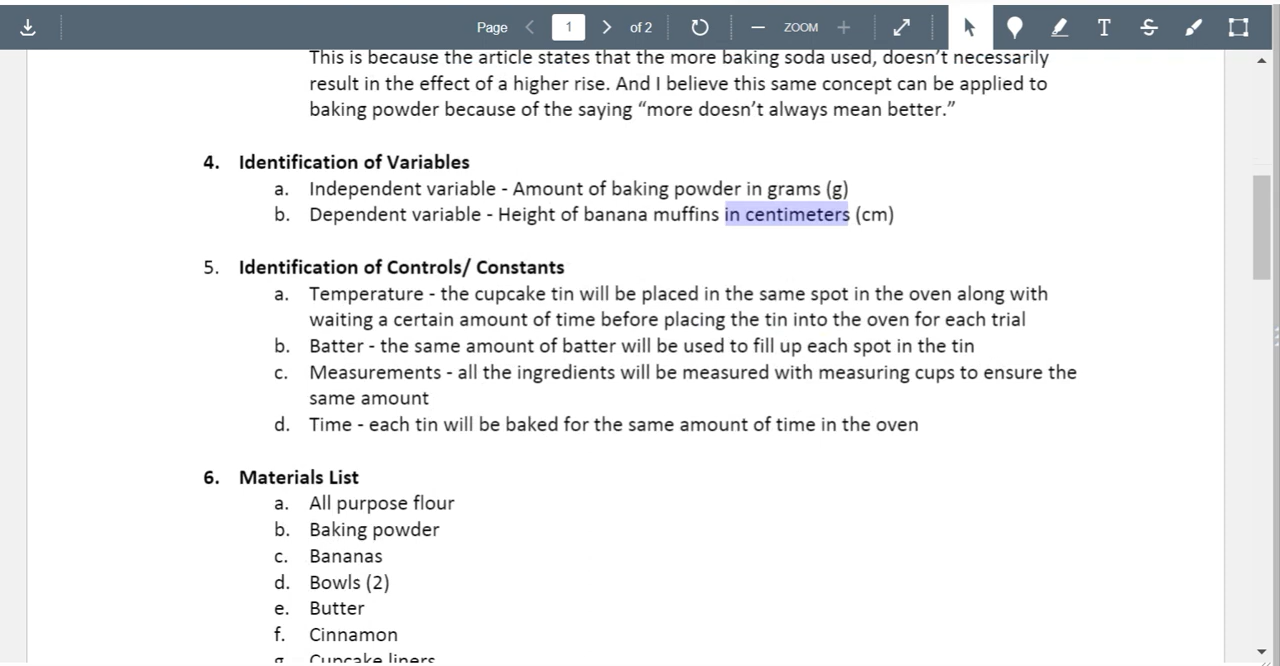 Page 1 of 2 ZOOM T S
This is because the article states that the more baking soda used, doesn't necessarily
result in the effect of a higher rise. And I believe this same concept can be applied to
baking powder because of the saying “more doesn't always mean better.”
4. Identification of Variables
a. Independent variable - Amount of baking powder in grams (g)
b. Dependent variable - Height of banana muffins in centimeters (cm)
5. Identification of Controls/ Constants
a. Temperature - the cupcake tin will be placed in the same spot in the oven along with
waiting a certain amount of time before placing the tin into the oven for each trial
b. Batter - the same amount of batter will be used to fill up each spot in the tin
c. Measurements - all the ingredients will be measured with measuring cups to ensure the
same amount
d. Time - each tin will be baked for the same amount of time in the oven
6. Materials List
a. All purpose flour
b. Baking powder
c. Bananas
d. Bowls (2)
e. Butter
f. Cinnamon
g. Cupcake liners